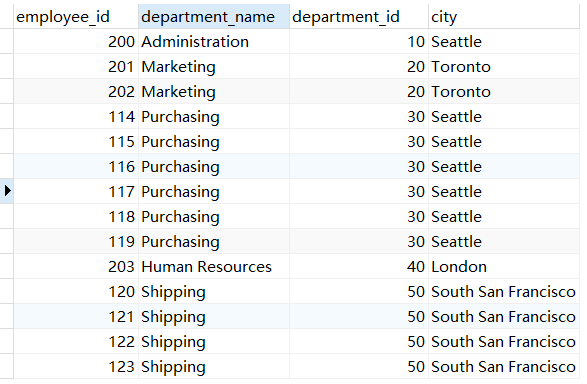 employee_id department_name department_id city
200 Administration 10 Seattle
201 Marketing 20 Toronto
202 Marketing 20 Toronto
114 Purchasing 30 Seattle
115 Purchasing 30 Seattle
116 Purchasing 30 Seattle
117 Purchasing 30 Seattle
118 Purchasing 30 Seattle
119 Purchasing 30 Seattle
203 Human Resources 40 London
120 Shipping 50 South San Francisco
121 Shipping 50 South San Francisco
122 Shipping 50 South San Francisco
123 Shipping 50 South San Francisco